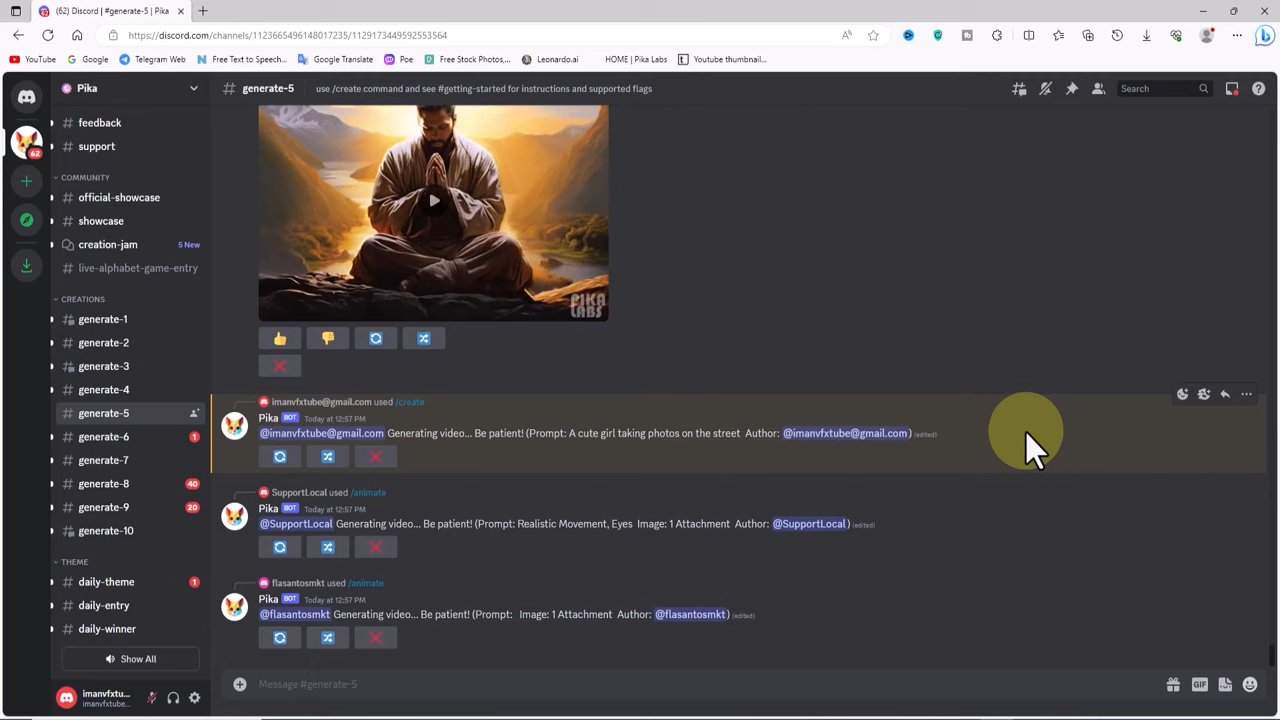 (62) Discord | #generate-5 | Pika
https://discord.com/channels/1123665496148017235/1129173449592553564
YouTube
Google
Telegram Web
Free Text to Speech...
Google Translate
Poe
Free Stock Photos,...
Leonardo.ai
HOME | Pika Labs
Youtube thumbnail...
Pika
generate-5
use /create command and see #getting-started for instructions and supported flags
Search
62
feedback
support
COMMUNITY
official-showcase
showcase
creation-jam
5 New
live-alphabet-game-entry
CREATIONS
generate-1
generate-2
generate-3
generate-4
generate-5
generate-6
1
generate-7
generate-8
40
generate-9
20
generate-10
THEME
daily-theme
1
daily-entry
daily-winner
Show All
imanvfxtu...
imanvfxtube...
PIKA
LABS
imanvfxtube@gmail.com used /create
Pika BOT Today at 12:57 PM
@imanvfxtube@gmail.com Generating video... Be patient! (Prompt: A cute girl taking photos on the street Author: @imanvfxtube@gmail.com) (edited)
SupportLocal used /animate
Pika BOT Today at 12:57 PM
@SupportLocal Generating video... Be patient! (Prompt: Realistic Movement, Eyes Image: 1 Attachment Author: @SupportLocal) (edited)
flasantosmkt used /animate
Pika BOT Today at 12:57 PM
@flasantosmkt Generating video... Be patient! (Prompt: Image: 1 Attachment Author: @flasantosmkt) (edited)
Message #generate-5
GIF